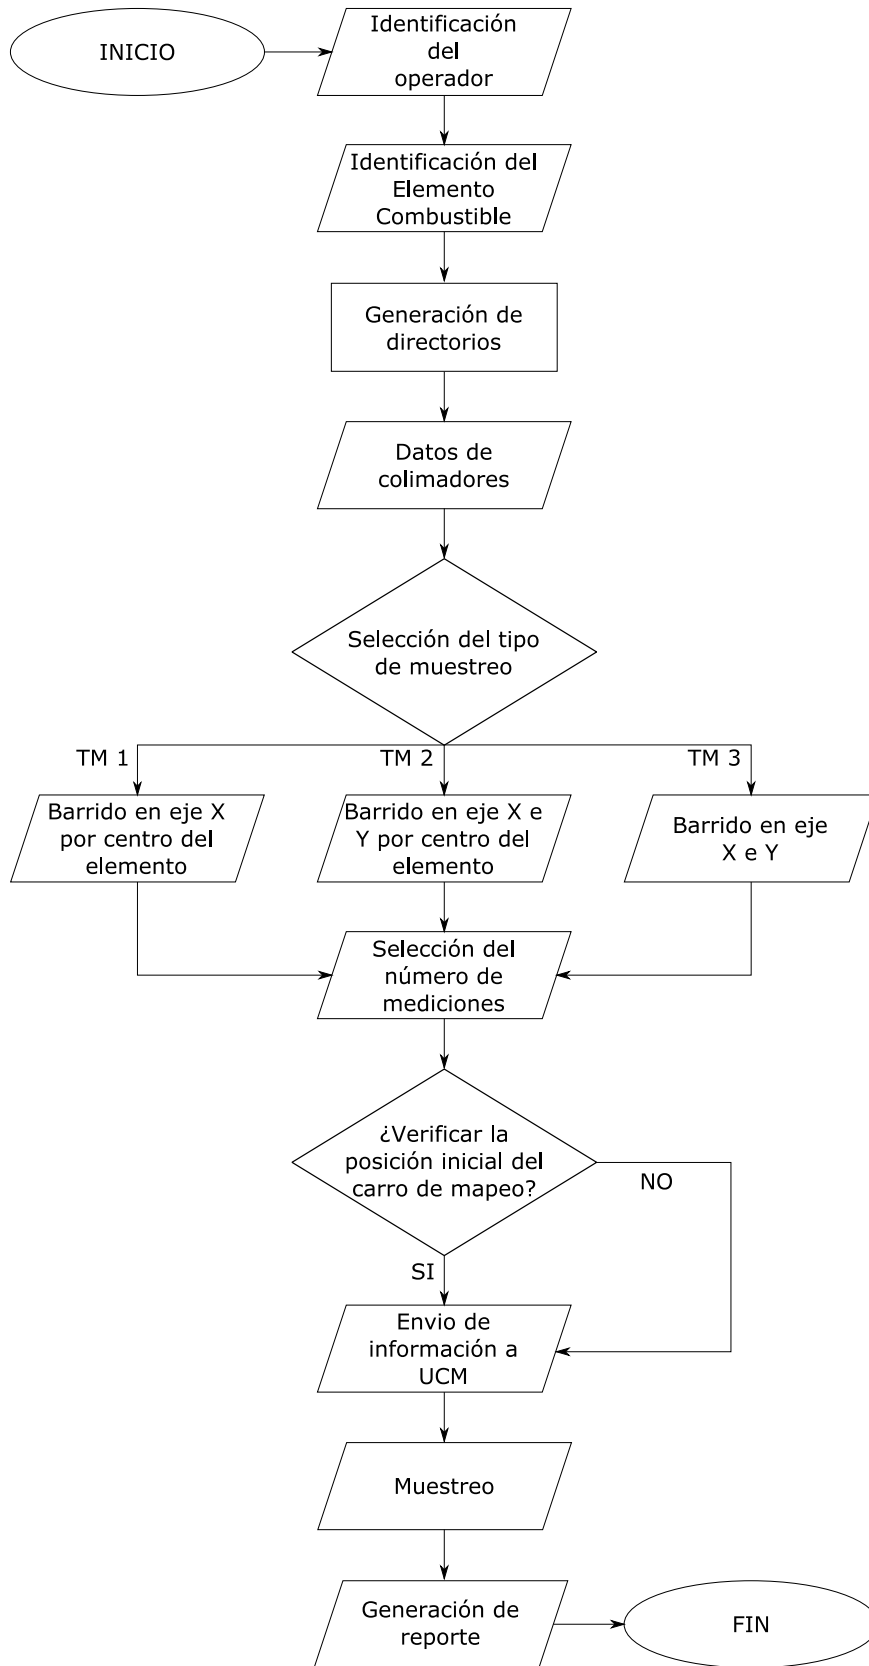 INICIO
Identificación
del
operador
Identificación del
Elemento
Combustible
Generación de
directorios
Datos de
colimadores
Selección del tipo
de muestreo
TM 1
TM 2
TM 3
Barrido en eje X
por centro del
elemento
Barrido en eje X e
Y por centro del
elemento
Barrido en eje
X e Y
Selección del
número de
mediciones
¿Verificar la
posición inicial del
carro de mapeo?
NO
SI
Envio de
información a
UCM
Muestreo
Generación de
reporte
FIN